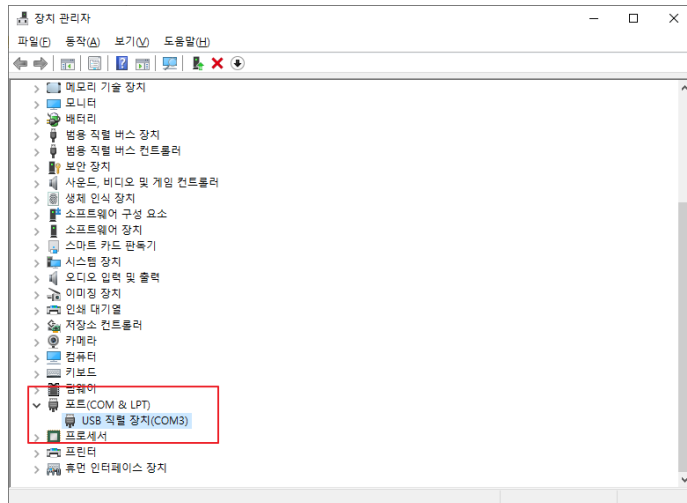 장치 관리자
파일(F) 동작(A) 보기(V) 도움말(H)
메모리 기술 장치
모니터
배터리
범용 직렬 버스 장치
범용 직렬 버스 컨트롤러
보안 장치
사운드, 비디오 및 게임 컨트롤러
생체 인식 장치
소프트웨어 구성 요소
소프트웨어 장치
스마트 카드 판독기
시스템 장치
오디오 입력 및 출력
이미징 장치
인쇄 대기열
저장소 컨트롤러
카메라
컴퓨터
키보드
펌웨어
포트(COM & LPT)
USB 직렬 장치(COM3)
프로세서
프린터
휴먼 인터페이스 장치